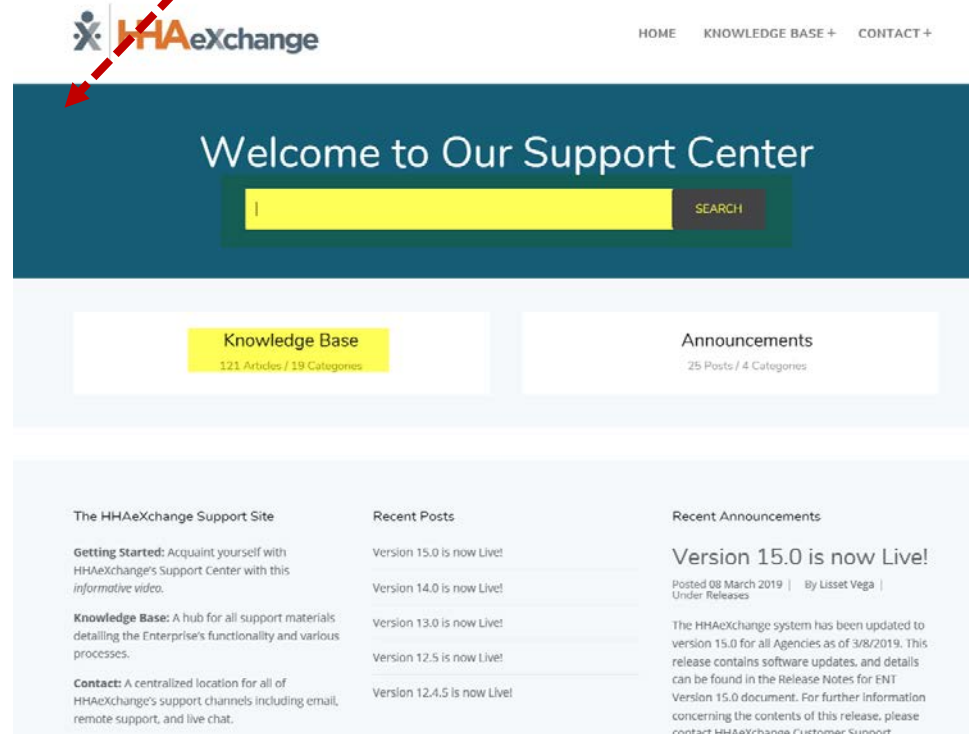 HHAeXchange
HOME KNOWLEDGE BASE + CONTACT +
Welcome to Our Support Center
SEARCH
Knowledge Base
121 Articles / 19 Categories
Announcements
25 Posts / 4 Categories
The HHAeXchange Support Site
Getting Started: Acquaint yourself with
HHAeXchange's Support Center with this
informative video.
Knowledge Base: A hub for all support materials
detailing the Enterprise's functionality and various
processes.
Contact: A centralized location for all of
HHAeXchange's support channels including email,
remote support, and live chat.
Recent Posts
Version 15.0 is now Live!
Version 14.0 is now Live!
Version 13.0 is now Live!
Version 12.5 is now Live!
Version 12.4.5 is now Live!
Recent Announcements
Version 15.0 is now Live!
Posted 08 March 2019 | By Lisset Vega |
Under Releases
The HHAeXchange system has been updated to
version 15.0 for all Agencies as of 3/8/2019. This
release contains software updates, and details
can be found in the Release Notes for ENT
Version 15.0 document. For further information
concerning the contents of this release, please
contact HHAeXchange Customer Support